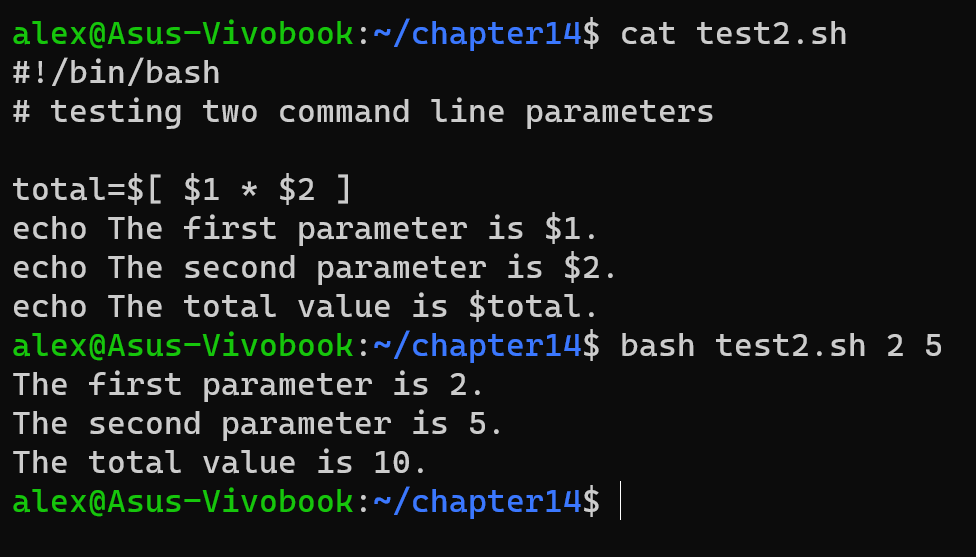 alex@Asus-Vivobook:~/chapter14$ cat test2.sh
#!/bin/bash
# testing two command line parameters

total=$[ $1 * $2 ]
echo The first parameter is $1.
echo The second parameter is $2.
echo The total value is $total.
alex@Asus-Vivobook:~/chapter14$ bash test2.sh 2 5
The first parameter is 2.
The second parameter is 5.
The total value is 10.
alex@Asus-Vivobook:~/chapter14$